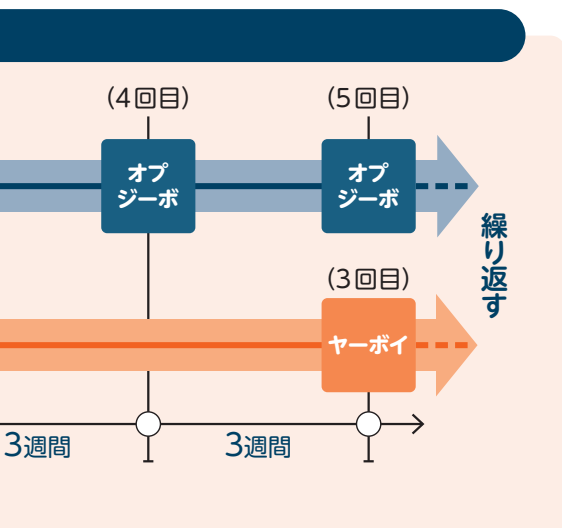 (4回目)
(5回目)
オプ
ジーボ
オプ
ジーボ
繰り返す
(3回目)
ヤーボイ
3週間
3週間